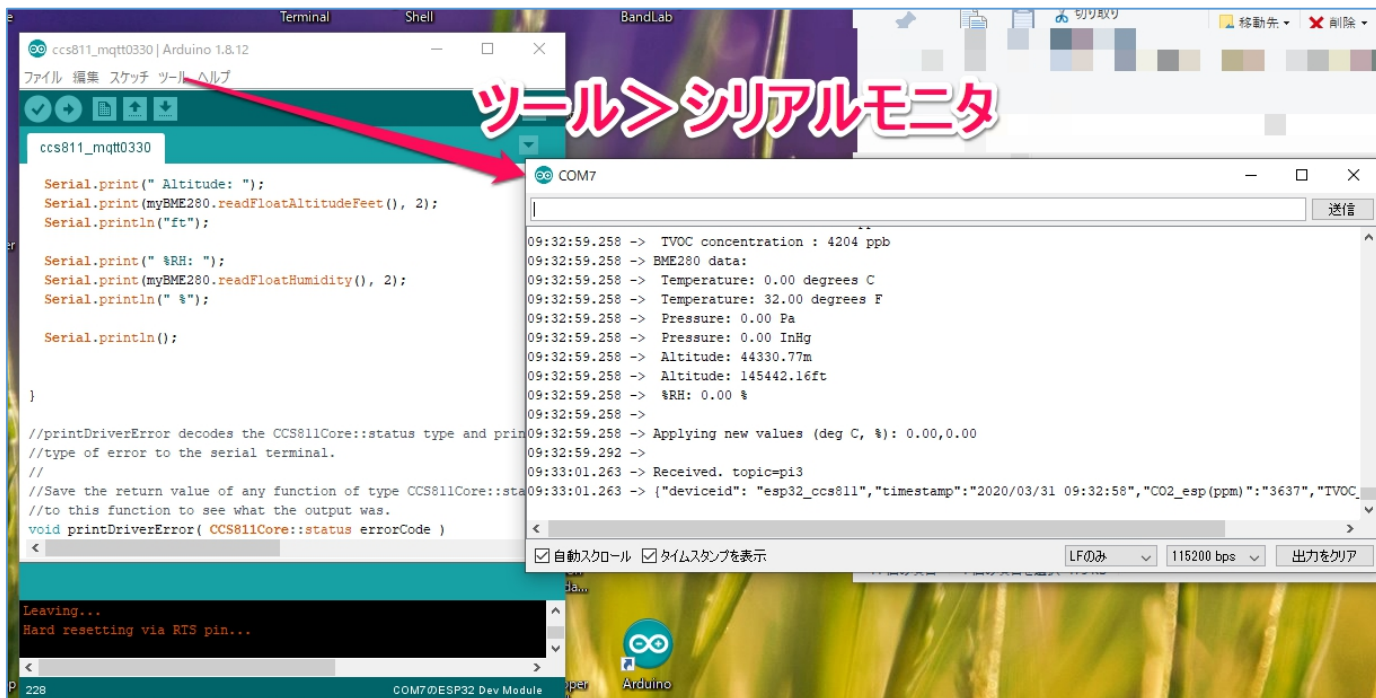 Terminal
Shell
BandLab
切り取り
移動先
削除
ccs811_mqtt0330 | Arduino 1.8.12
ファイル 編集 スケッチ ツール ヘルプ
ツール＞シリアルモニタ
ccs811_mqtt0330
Serial.print(" Altitude: ");
Serial.print(myBME280.readFloatAltitudeFeet(), 2);
Serial.println("ft");
Serial.print(" %RH: ");
Serial.print(myBME280.readFloatHumidity(), 2);
Serial.println(" %");
Serial.println();
}
//printDriverError decodes the CCS811Core::status type and prin
//type of error to the serial terminal.
//
//Save the return value of any function of type CCS811Core::sta
//to this function to see what the output was.
void printDriverError( CCS811Core::status errorCode )
Leaving...
Hard resetting via RTS pin...
228
COM7のESP32 Dev Module
COM7
送信
09:32:59.258 -> TVOC concentration : 4204 ppb
09:32:59.258 -> BME280 data:
09:32:59.258 -> Temperature: 0.00 degrees C
09:32:59.258 -> Temperature: 32.00 degrees F
09:32:59.258 -> Pressure: 0.00 Pa
09:32:59.258 -> Pressure: 0.00 InHg
09:32:59.258 -> Altitude: 44330.77m
09:32:59.258 -> Altitude: 145442.16ft
09:32:59.258 -> %RH: 0.00 %
09:32:59.258 ->
09:32:59.258 -> Applying new values (deg C, %): 0.00,0.00
09:32:59.292 ->
09:33:01.263 -> Received. topic=pi3
09:33:01.263 -> {"deviceid": "esp32_ccs811","timestamp":"2020/03/31 09:32:58","CO2_esp(ppm)":"3637","TVOC_
自動スクロール
タイムスタンプを表示
LFのみ
115200 bps
出力をクリア
Arduino